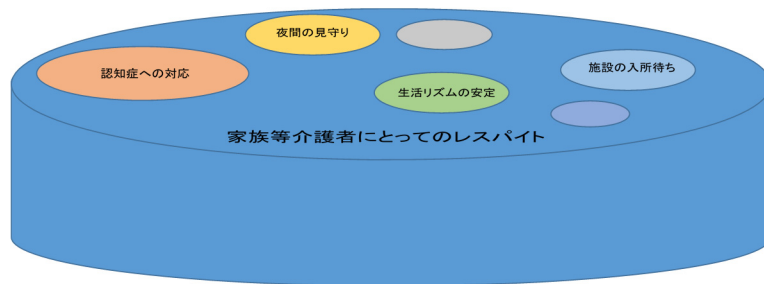 夜間の見守り
認知症への対応
施設の入所待ち
生活リズムの安定
家族等介護者にとってのレスパイト